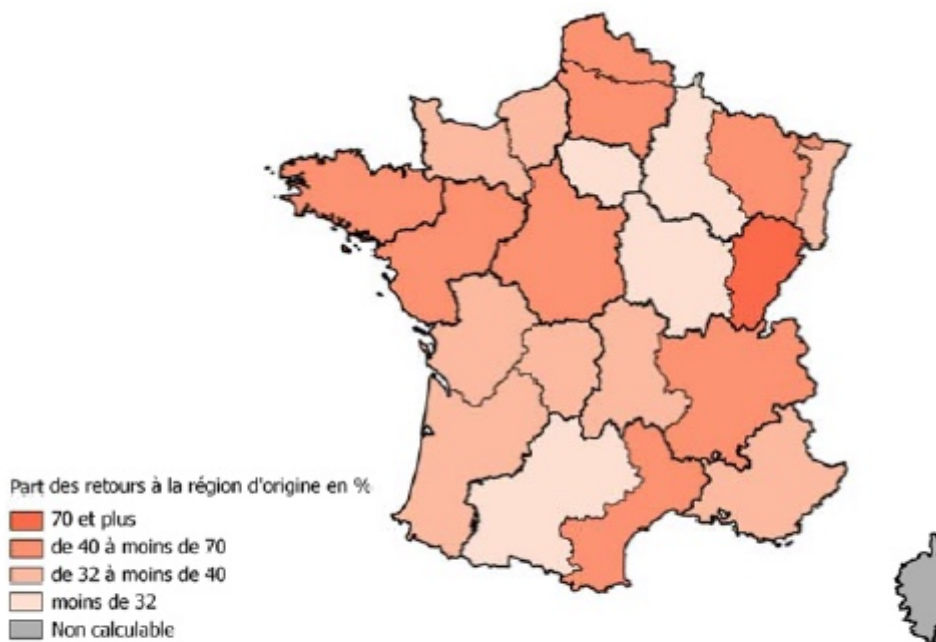 Part des retours à la région d'origine en %
70 et plus
de 40 à moins de 70
de 32 à moins de 40
moins de 32
Non calculable